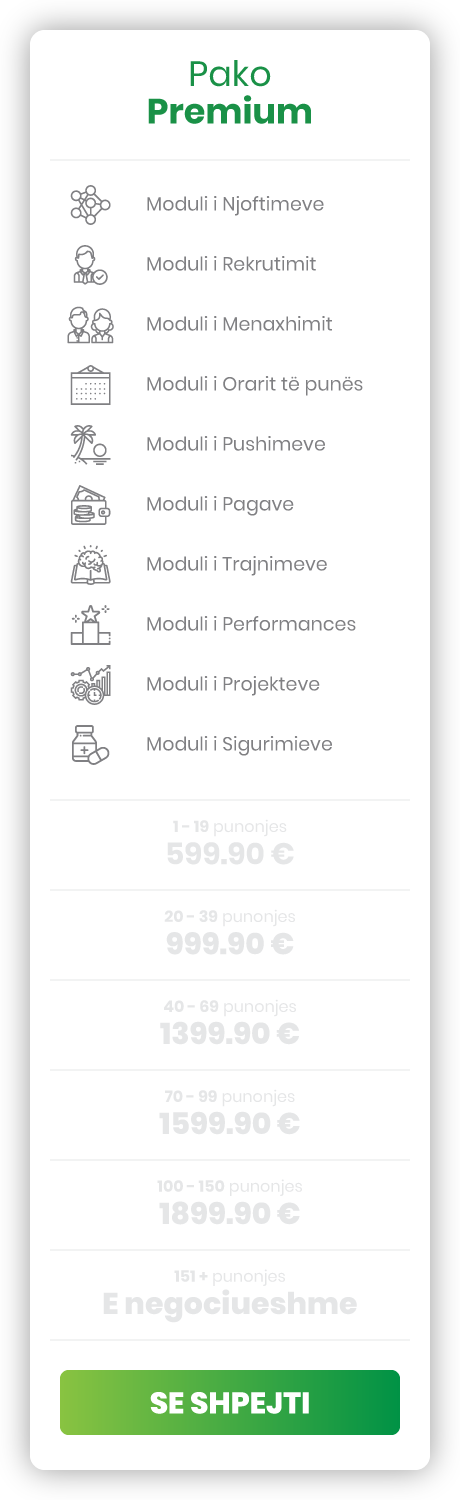 Pako
Premium
Moduli i Njoftimeve
Moduli i Rekrutimit
Moduli i Menaxhimit
Moduli i Orarit të punës
Moduli i Pushimeve
Moduli i Pagave
Moduli i Trajnimeve
Moduli i Performances
Moduli i Projekteve
Moduli i Sigurimieve
1 - 19 punonjes
599.90 €
20 - 39 punonjes
999.90 €
40 - 69 punonjes
1399.90 €
70 - 99 punonjes
1599.90 €
100 - 150 punonjes
1899.90 €
151 + punonjes
E negociueshme
SE SHPEJTI